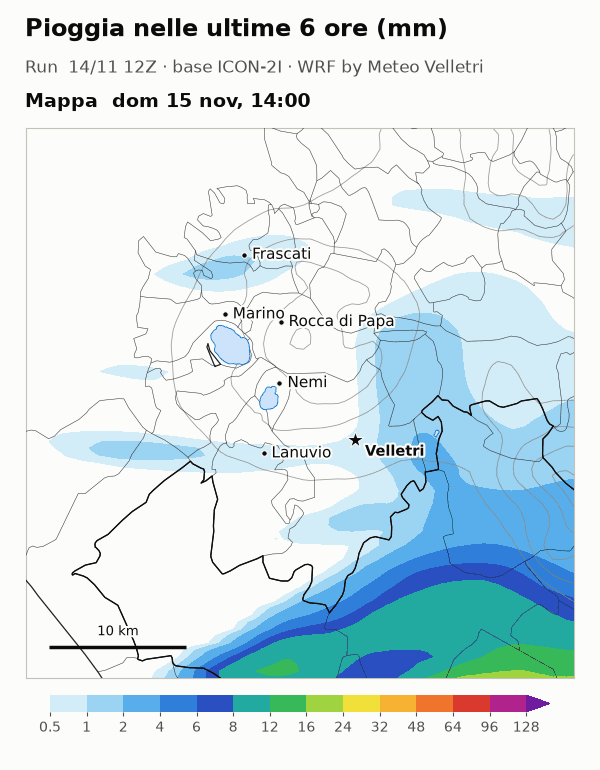 Pioggia nelle ultime 6 ore (mm)
Run  14/11 12Z · base ICON-2I · WRF by Meteo Velletri
Mappa  dom 15 nov, 14:00
Frascati
Marino
Rocca di Papa
Nemi
Velletri
Lanuvio
10 km
0.5 1 2 4 6 8 12 16 24 32 48 64 96 128